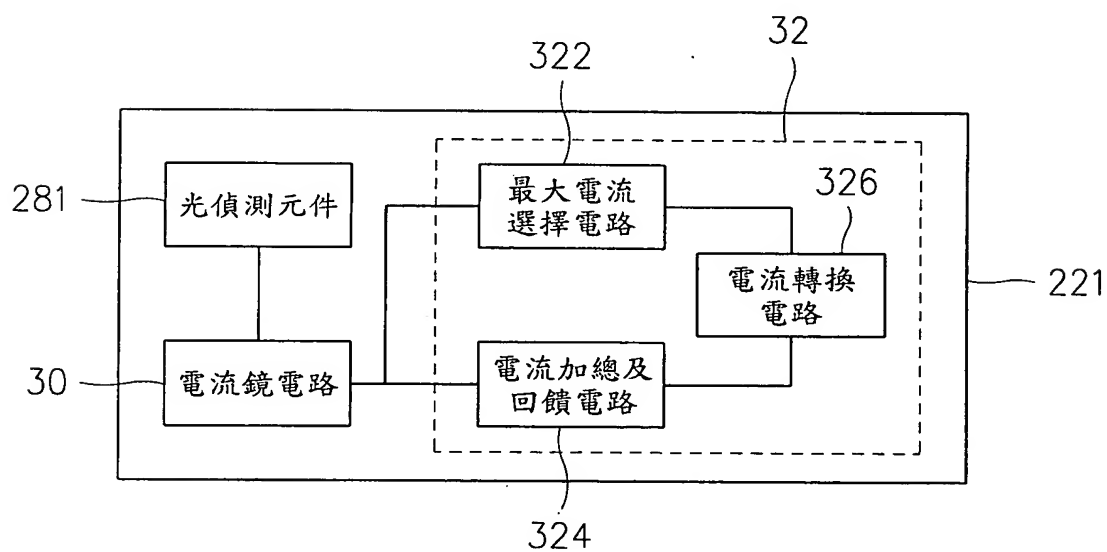 32
322
最大電流
選擇電路
326
281
光偵測元件
電流轉換
電路
221
30
電流鏡電路
電流加總及
回饋電路
324